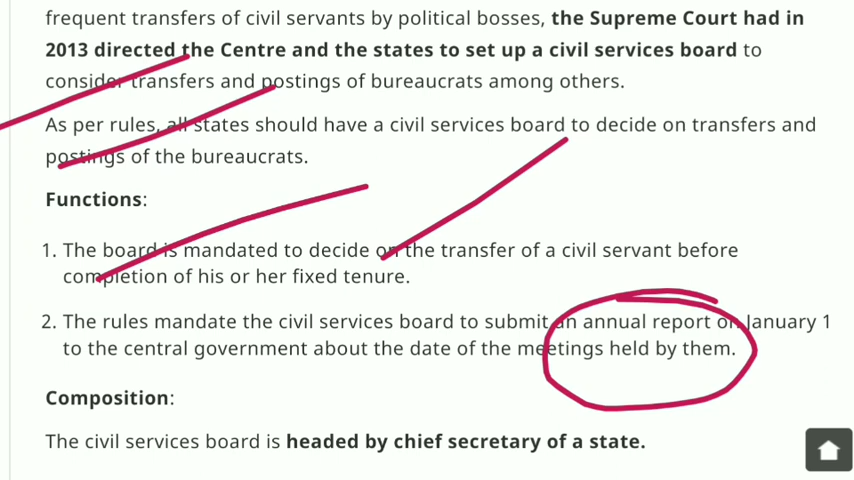 frequent transfers of civil servants by political bosses, the Supreme Court had in
2013 directed the Centre and the states to set up a civil services board to
consider transfers and postings of bureaucrats among others.
As per rules, all states should have a civil services board to decide on transfers and
postings of the bureaucrats.
Functions:
1. The board is mandated to decide on the transfer of a civil servant before
completion of his or her fixed tenure.
2. The rules mandate the civil services board to submit an annual report on January 1
to the central government about the date of the meetings held by them.
Composition:
The civil services board is headed by chief secretary of a state.